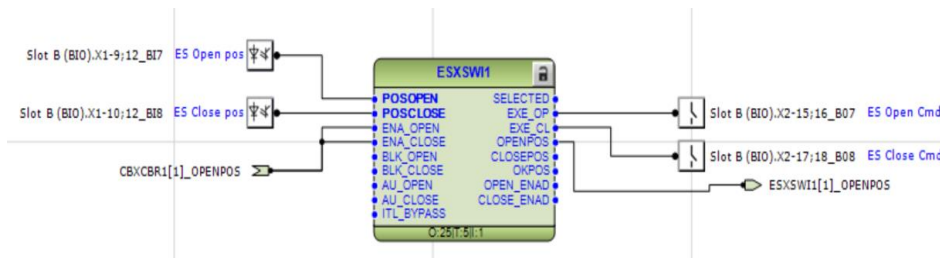 Slot B (BIO).X1-9;12_BI7 ES Open pos
Slot B (BIO).X1-10;12_BI8 ES Close pos
CBXCBR1[1]_OPENPOS
ESXSWI1
POSOPEN SELECTED
POSCLOSE EXE_OP
ENA_OPEN EXE_CL
ENA_CLOSE OPENPOS
BLK_OPEN CLOSEPOS
BLK_CLOSE OKPOS
AU_OPEN OPEN_ENAD
AU_CLOSE CLOSE_ENAD
ITL_BYPASS
O:25|T:5|I:1
Slot B (BIO).X2-15;16_B07 ES Open Cmd
Slot B (BIO).X2-17;18_B08 ES Close Cmd
ESXSWI1[1]_OPENPOS